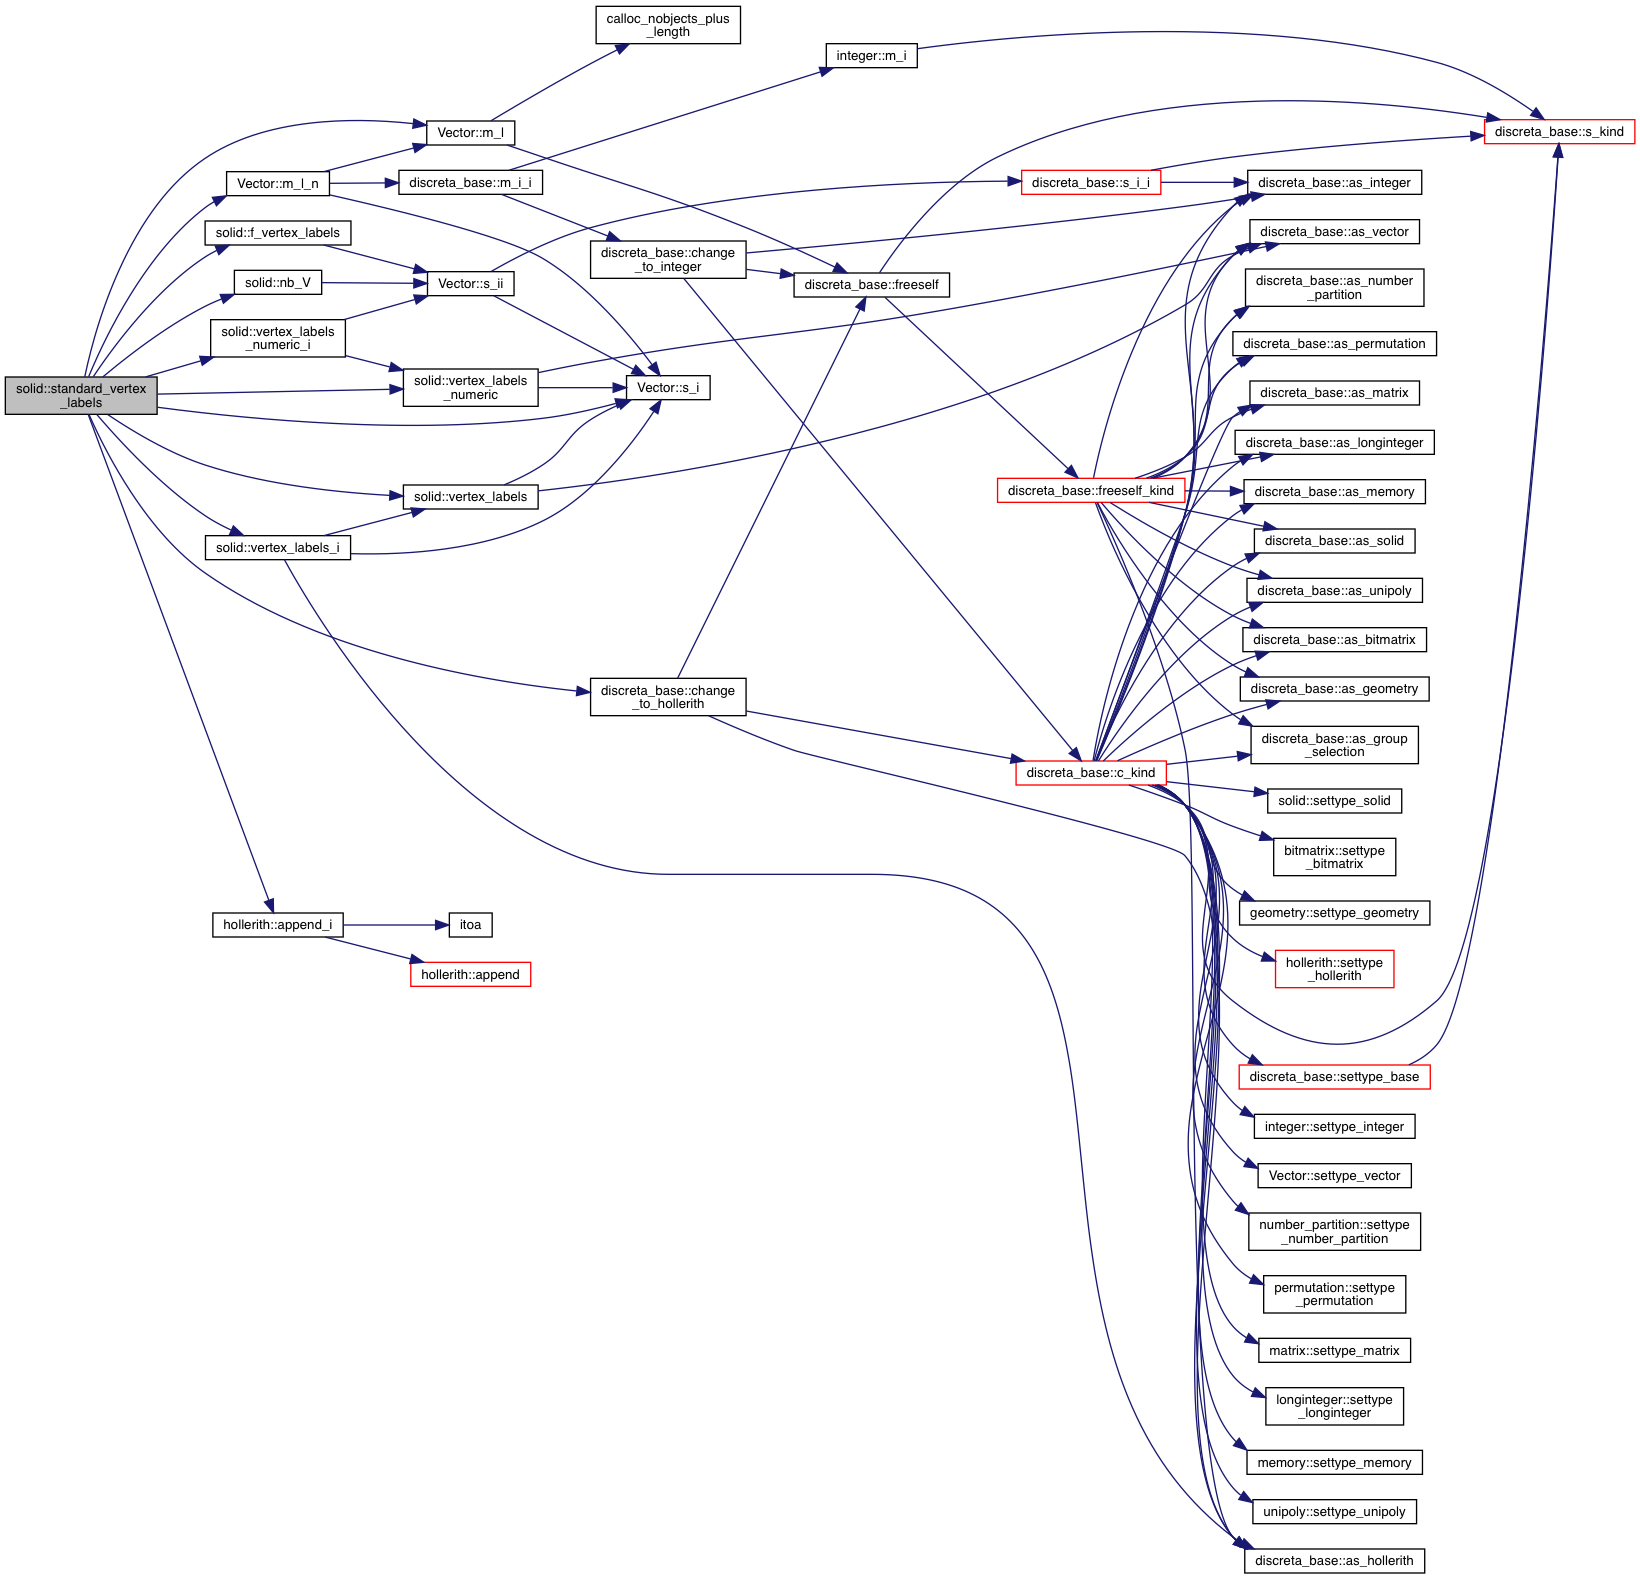 calloc_nobjects_plus
_length
integer::m_i
Vector::m_l
discreta_base::s_kind
Vector::m_l_n
discreta_base::m_i_i
discreta_base::s_i_i
discreta_base::as_integer
solid::f_vertex_labels
discreta_base::as_vector
discreta_base::change
_to_integer
solid::nb_V
Vector::s_ii
discreta_base::freeself
discreta_base::as_number
_partition
solid::vertex_labels
_numeric_i
discreta_base::as_permutation
solid::standard_vertex
_labels
solid::vertex_labels
_numeric
Vector::s_i
discreta_base::as_matrix
discreta_base::as_longinteger
discreta_base::freeself_kind
discreta_base::as_memory
solid::vertex_labels
solid::vertex_labels_i
discreta_base::as_solid
discreta_base::as_unipoly
discreta_base::as_bitmatrix
discreta_base::change
_to_hollerith
discreta_base::as_geometry
discreta_base::as_group
_selection
discreta_base::c_kind
solid::settype_solid
bitmatrix::settype
_bitmatrix
hollerith::append_i
itoa
geometry::settype_geometry
hollerith::append
hollerith::settype
_hollerith
discreta_base::settype_base
integer::settype_integer
Vector::settype_vector
number_partition::settype
_number_partition
permutation::settype
_permutation
matrix::settype_matrix
longinteger::settype
_longinteger
memory::settype_memory
unipoly::settype_unipoly
discreta_base::as_hollerith